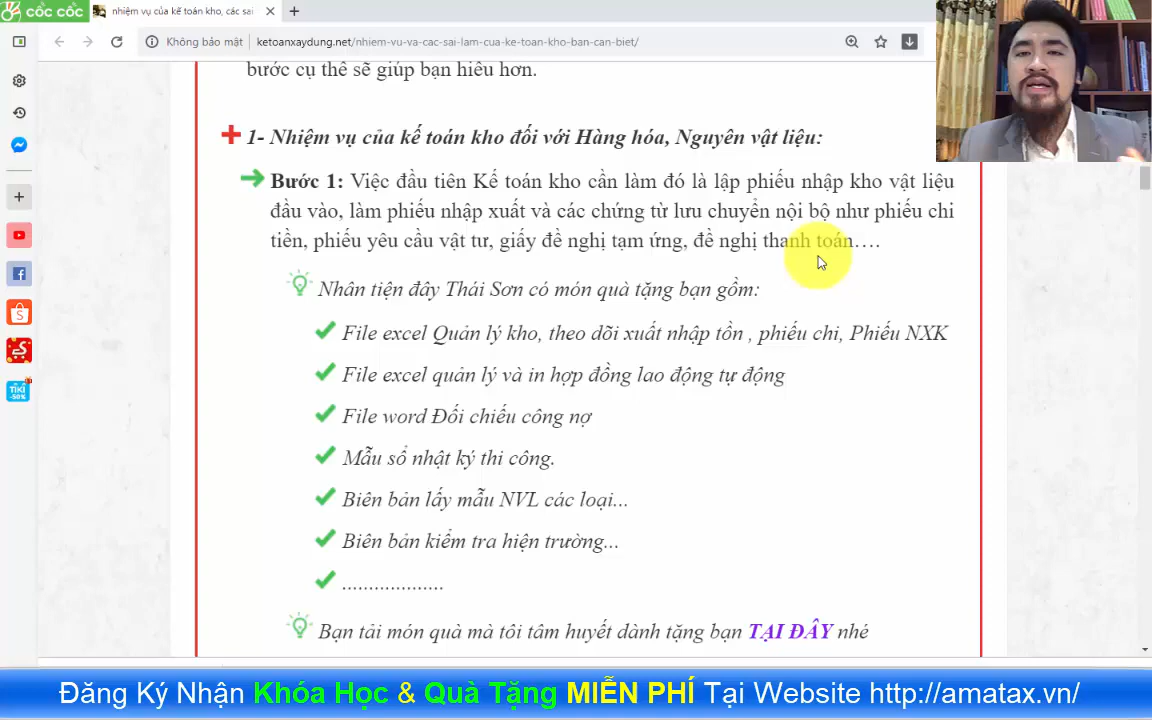 cốc cốc
nhiệm vụ của kế toán kho, các sai
Không bảo mật
ketoanxaydung.net/nhiem-vu-va-cac-sai-lam-cua-ke-toan-kho-ban-can-biet/
bước cụ thể sẽ giúp bạn hiểu hơn.
1- Nhiệm vụ của kế toán kho đối với Hàng hóa, Nguyên vật liệu:
Bước 1: Việc đầu tiên Kế toán kho cần làm đó là lập phiếu nhập kho vật liệu
đầu vào, làm phiếu nhập xuất và các chứng từ lưu chuyển nội bộ như phiếu chi
tiền, phiếu yêu cầu vật tư, giấy đề nghị tạm ứng, đề nghị thanh toán….
Nhân tiện đây Thái Sơn có món quà tặng bạn gồm:
File excel Quản lý kho, theo dõi xuất nhập tồn , phiếu chi, Phiếu NXK
File excel quản lý và in hợp đồng lao động tự động
File word Đối chiếu công nợ
Mẫu sổ nhật ký thi công.
Biên bản lấy mẫu NVL các loại...
Biên bản kiểm tra hiện trường...
...................
Bạn tải món quà mà tôi tâm huyết dành tặng bạn TẠI ĐÂY nhé
TIKI
-50%
Đăng Ký Nhận Khóa Học & Quà Tặng MIỄN PHÍ Tại Website http://amatax.vn/